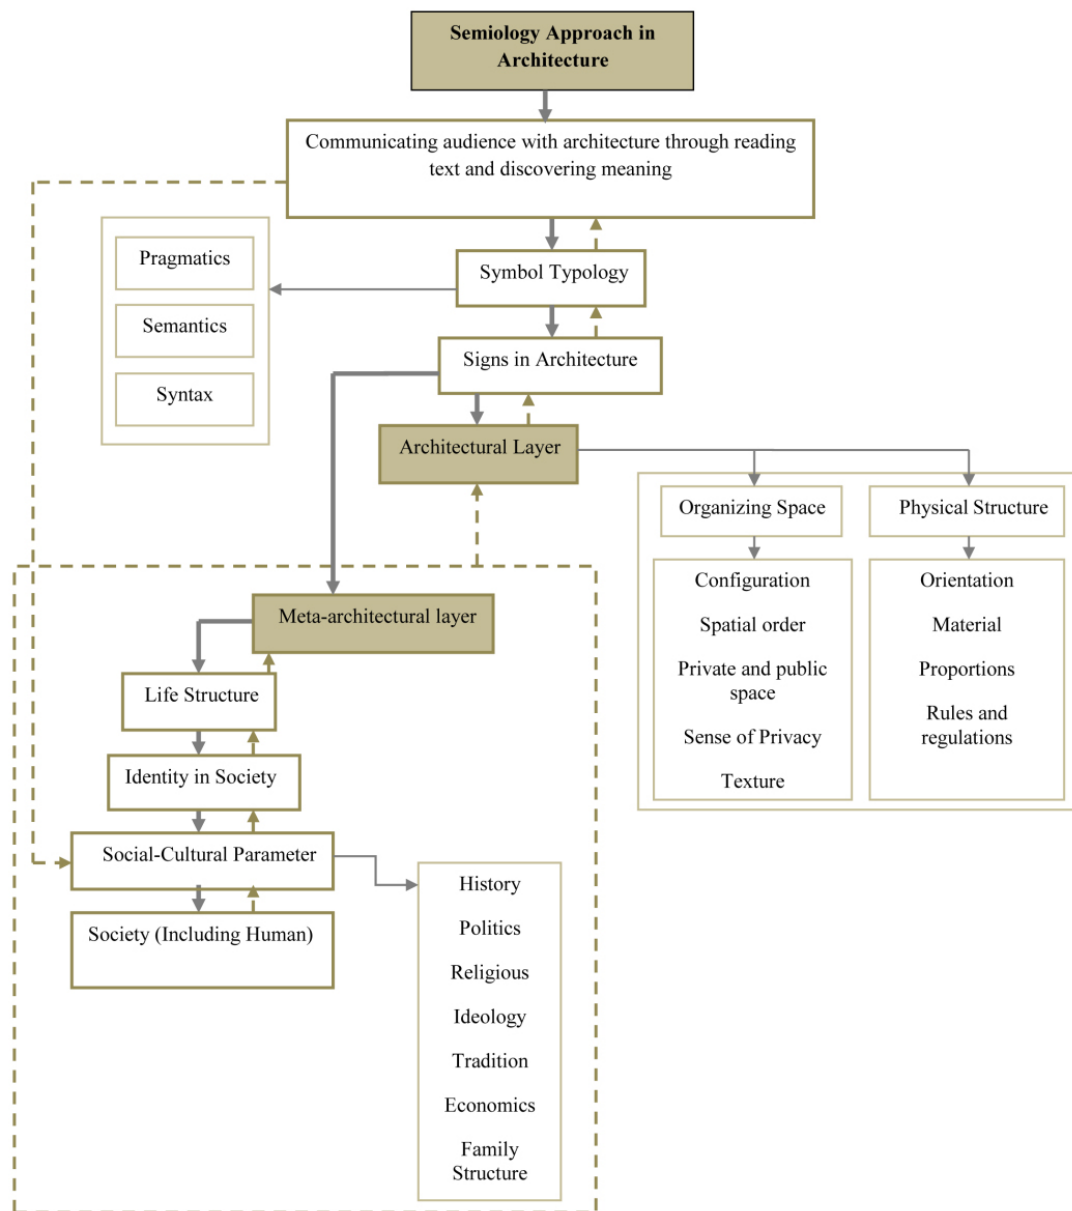 Semiology Approach in
Architecture
Communicating audience with architecture through reading
text and discovering meaning
Symbol Typology
Pragmatics
Semantics
Syntax
Signs in Architecture
Architectural Layer
Organizing Space
Configuration
Spatial order
Private and public
space
Sense of Privacy
Texture
Physical Structure
Orientation
Material
Proportions
Rules and
regulations
Meta-architectural layer
Life Structure
Identity in Society
Social-Cultural Parameter
Society (Including Human)
History
Politics
Religious
Ideology
Tradition
Economics
Family
Structure